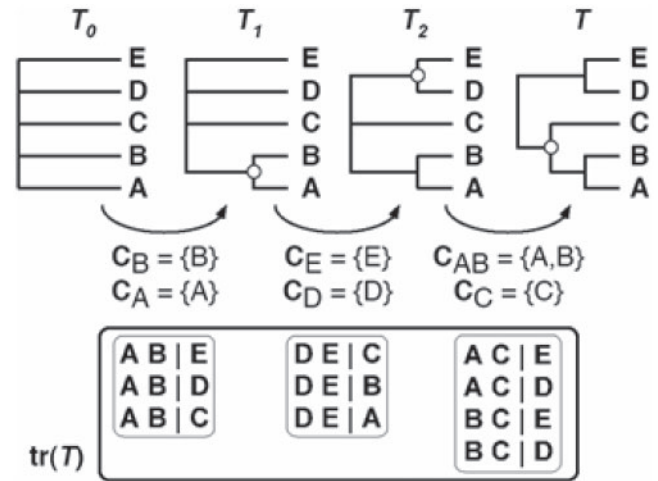 T0 T1 T2 T
E E E E
D D D D
C C C C
B B B B
A A A A
CB = {B} CE = {E} CAB = {A,B}
CA = {A} CD = {D} CC = {C}
A B | E D E | C A C | E
A B | D D E | B A C | D
A B | C D E | A B C | E
B C | D
tr(T)